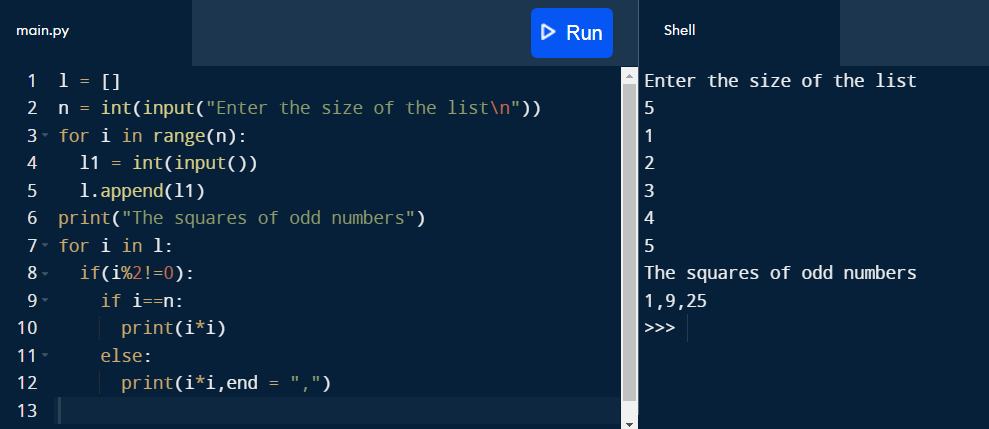 main.py
Run
Shell
1 l = []
2 n = int(input("Enter the size of the list\n"))
3 for i in range(n):
4   l1 = int(input())
5   l.append(l1)
6 print("The squares of odd numbers")
7 for i in l:
8   if(i%2!=0):
9     if i==n:
10       print(i*i)
11     else:
12       print(i*i,end = ",")
13
Enter the size of the list
5
1
2
3
4
5
The squares of odd numbers
1,9,25
>>>